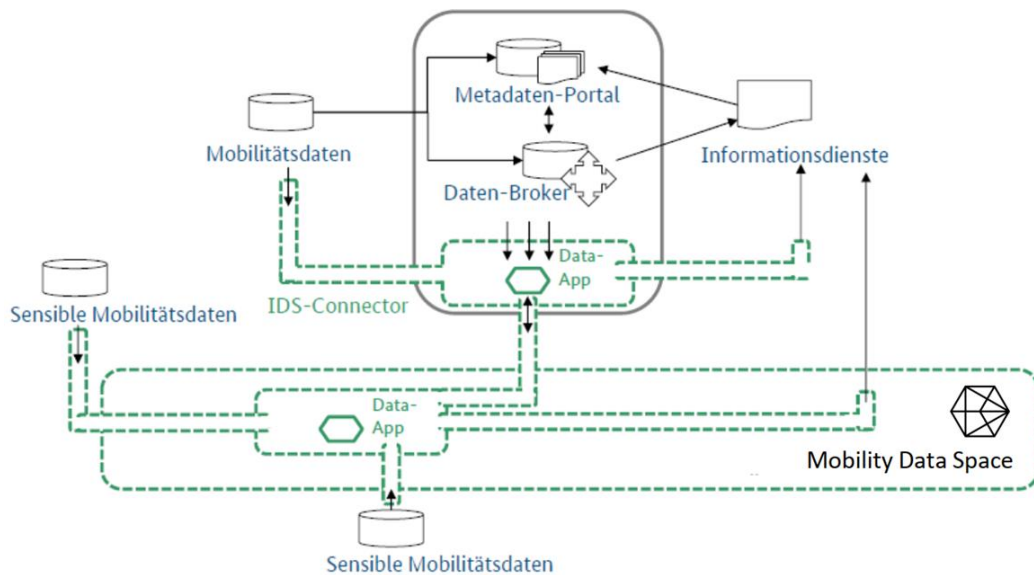 Metadaten-Portal
Mobilitätsdaten
Informationsdienste
Daten-Broker
Data-
App
IDS-Connector
Sensible Mobilitätsdaten
Data-
App
Mobility Data Space
Sensible Mobilitätsdaten